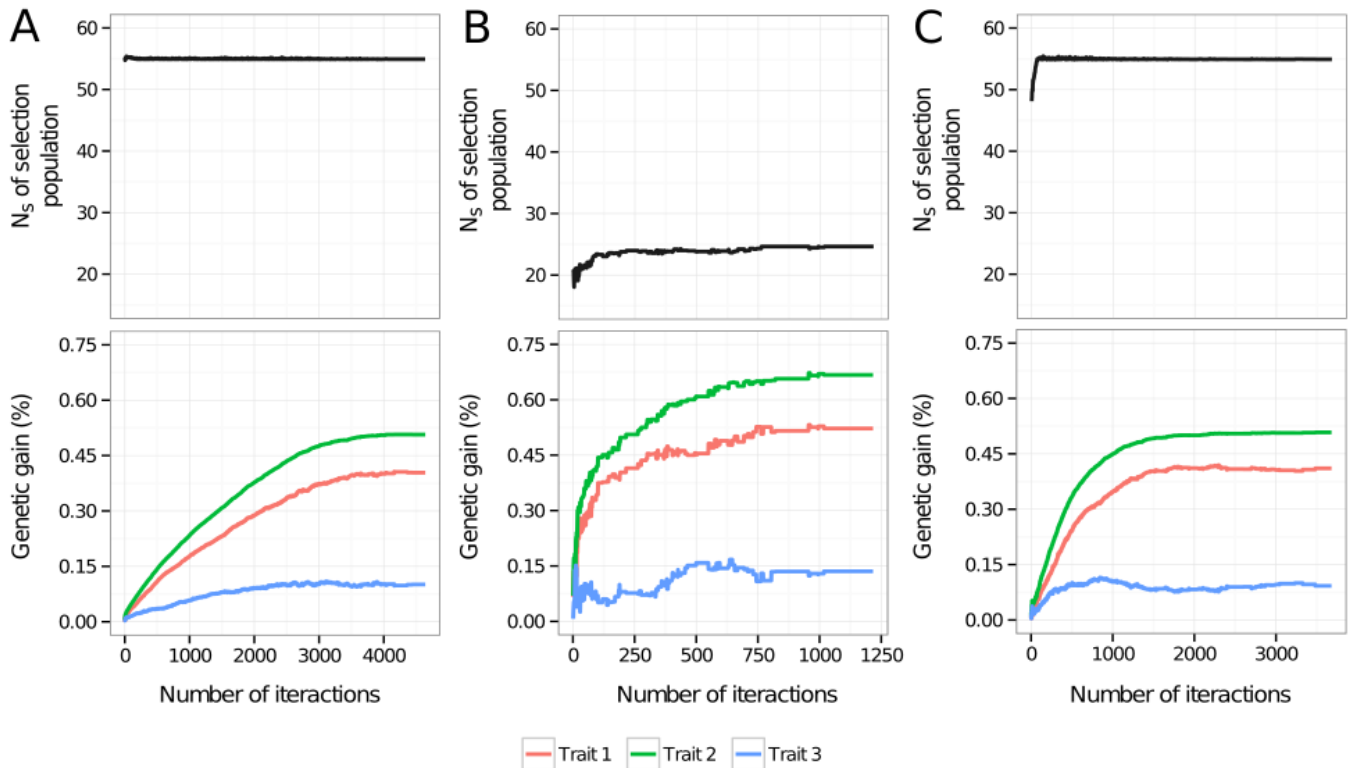 A
60
50
40
30
20
Nₛ of selection
population
0.75
0.60
0.45
0.30
0.15
0.00
Genetic gain (%)
0 1000 2000 3000 4000
Number of iteractions
B
60
50
40
30
20
Nₛ of selection
population
0.75
0.60
0.45
0.30
0.15
0.00
Genetic gain (%)
0 250 500 750 1000 1250
Number of iteractions
C
60
50
40
30
20
Nₛ of selection
population
0.75
0.60
0.45
0.30
0.15
0.00
Genetic gain (%)
0 1000 2000 3000
Number of iteractions
Trait 1 Trait 2 Trait 3